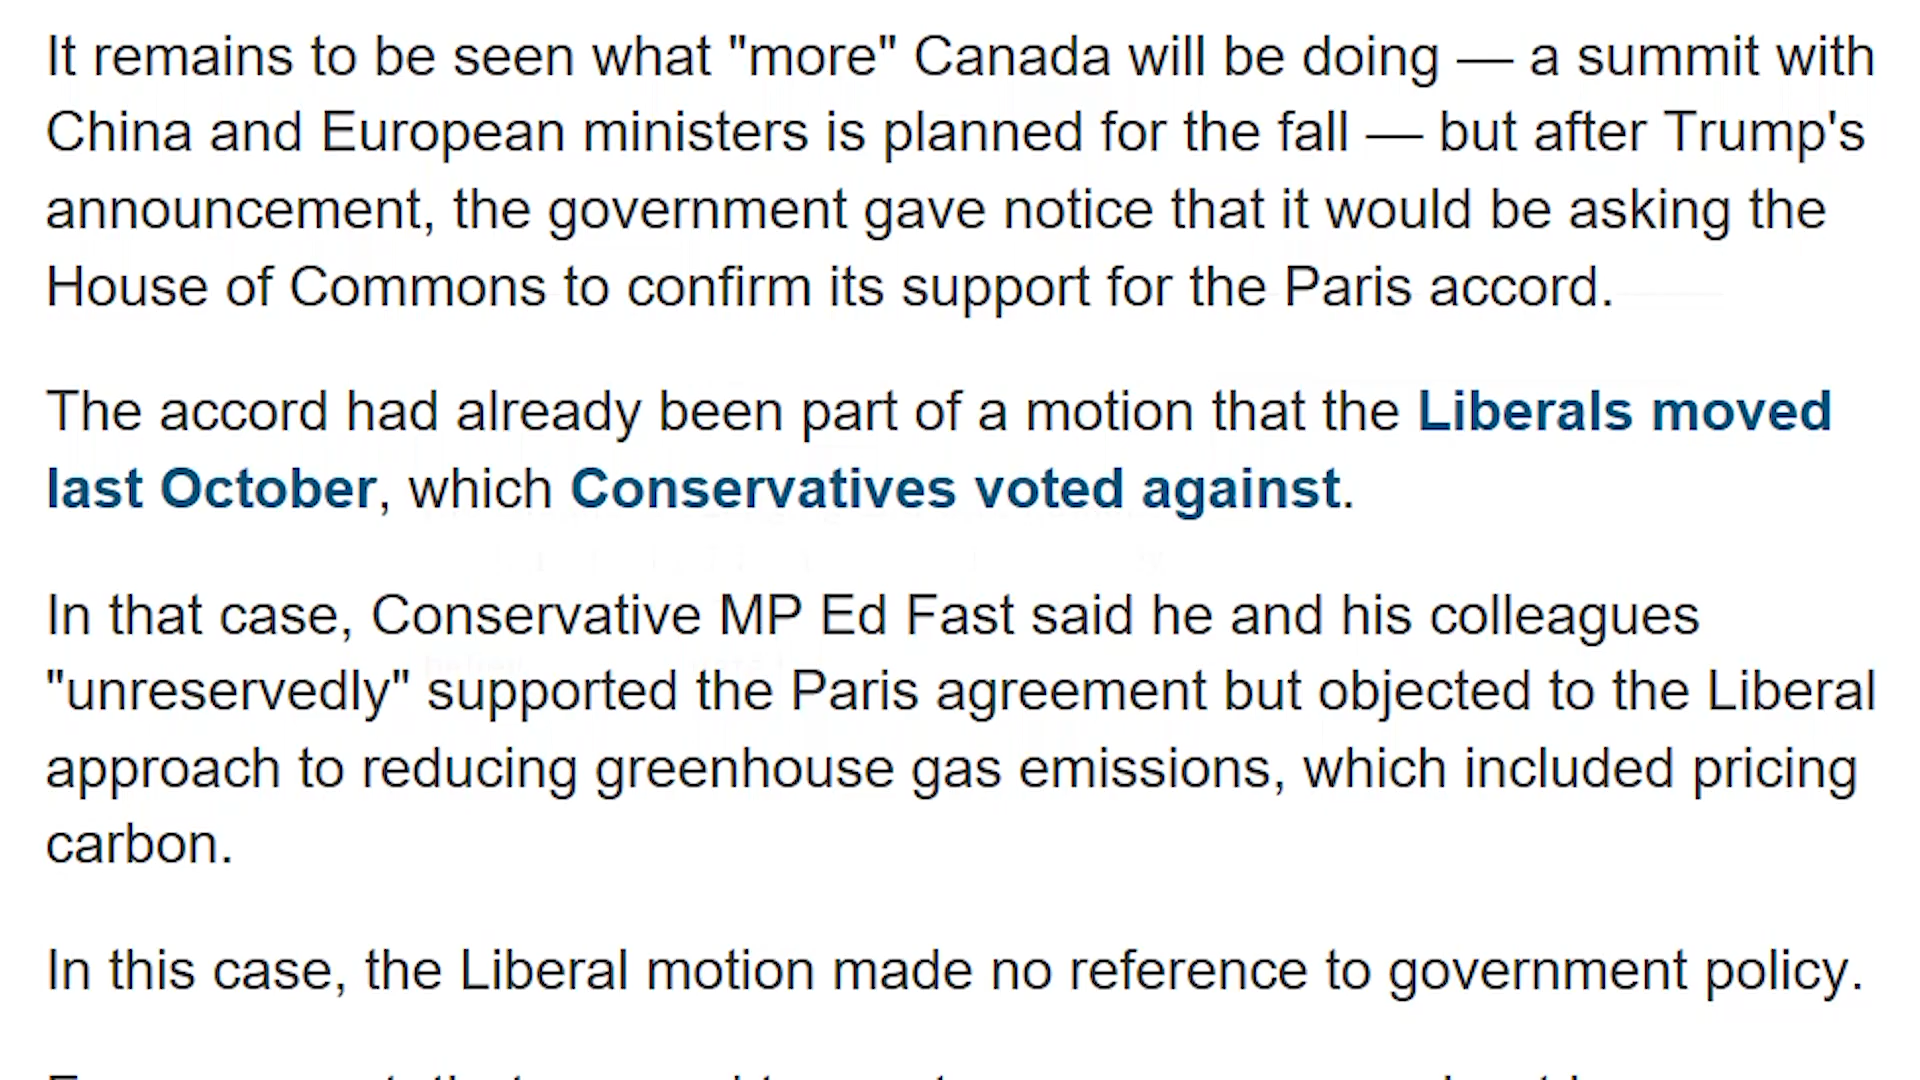 It remains to be seen what "more" Canada will be doing — a summit with
China and European ministers is planned for the fall — but after Trump's
announcement, the government gave notice that it would be asking the
House of Commons to confirm its support for the Paris accord.
The accord had already been part of a motion that the Liberals moved
last October, which Conservatives voted against.
In that case, Conservative MP Ed Fast said he and his colleagues
"unreservedly" supported the Paris agreement but objected to the Liberal
approach to reducing greenhouse gas emissions, which included pricing
carbon.
In this case, the Liberal motion made no reference to government policy.